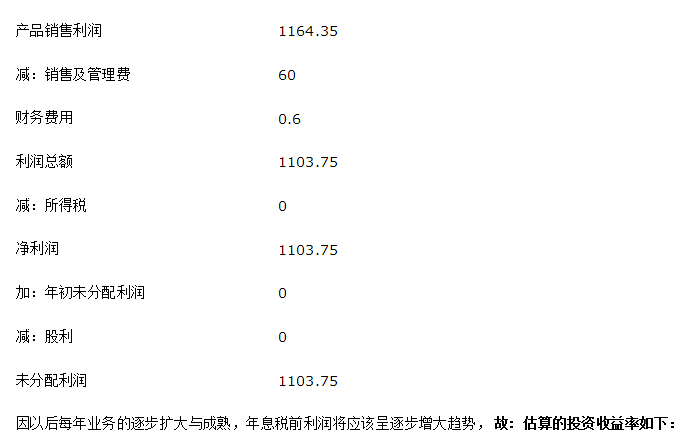 产品销售利润 1164.35
减：销售及管理费 60
财务费用 0.6
利润总额 1103.75
减：所得税 0
净利润 1103.75
加：年初未分配利润 0
减：股利 0
未分配利润 1103.75
因以后每年业务的逐步扩大与成熟，年息税前利润将应该呈逐步增大趋势，故：估算的投资收益率如下：